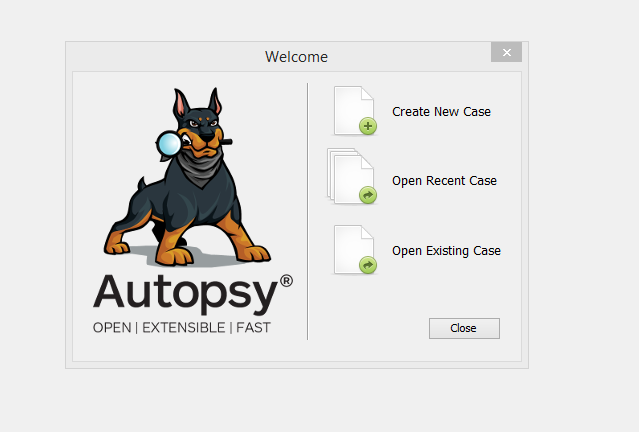 Welcome
Create New Case
Open Recent Case
Open Existing Case
Autopsy®
OPEN | EXTENSIBLE | FAST
Close